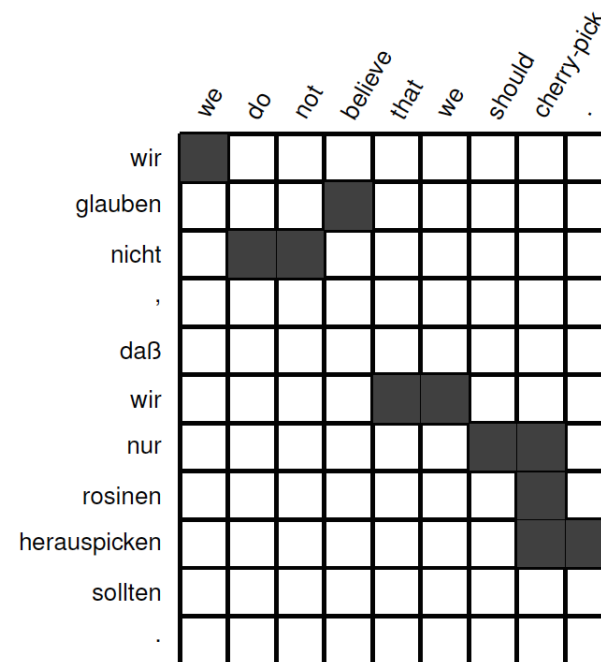 we do not believe that we should cherry-pick .
wir
glauben
nicht
,
daß
wir
nur
rosinen
herauspicken
sollten
.